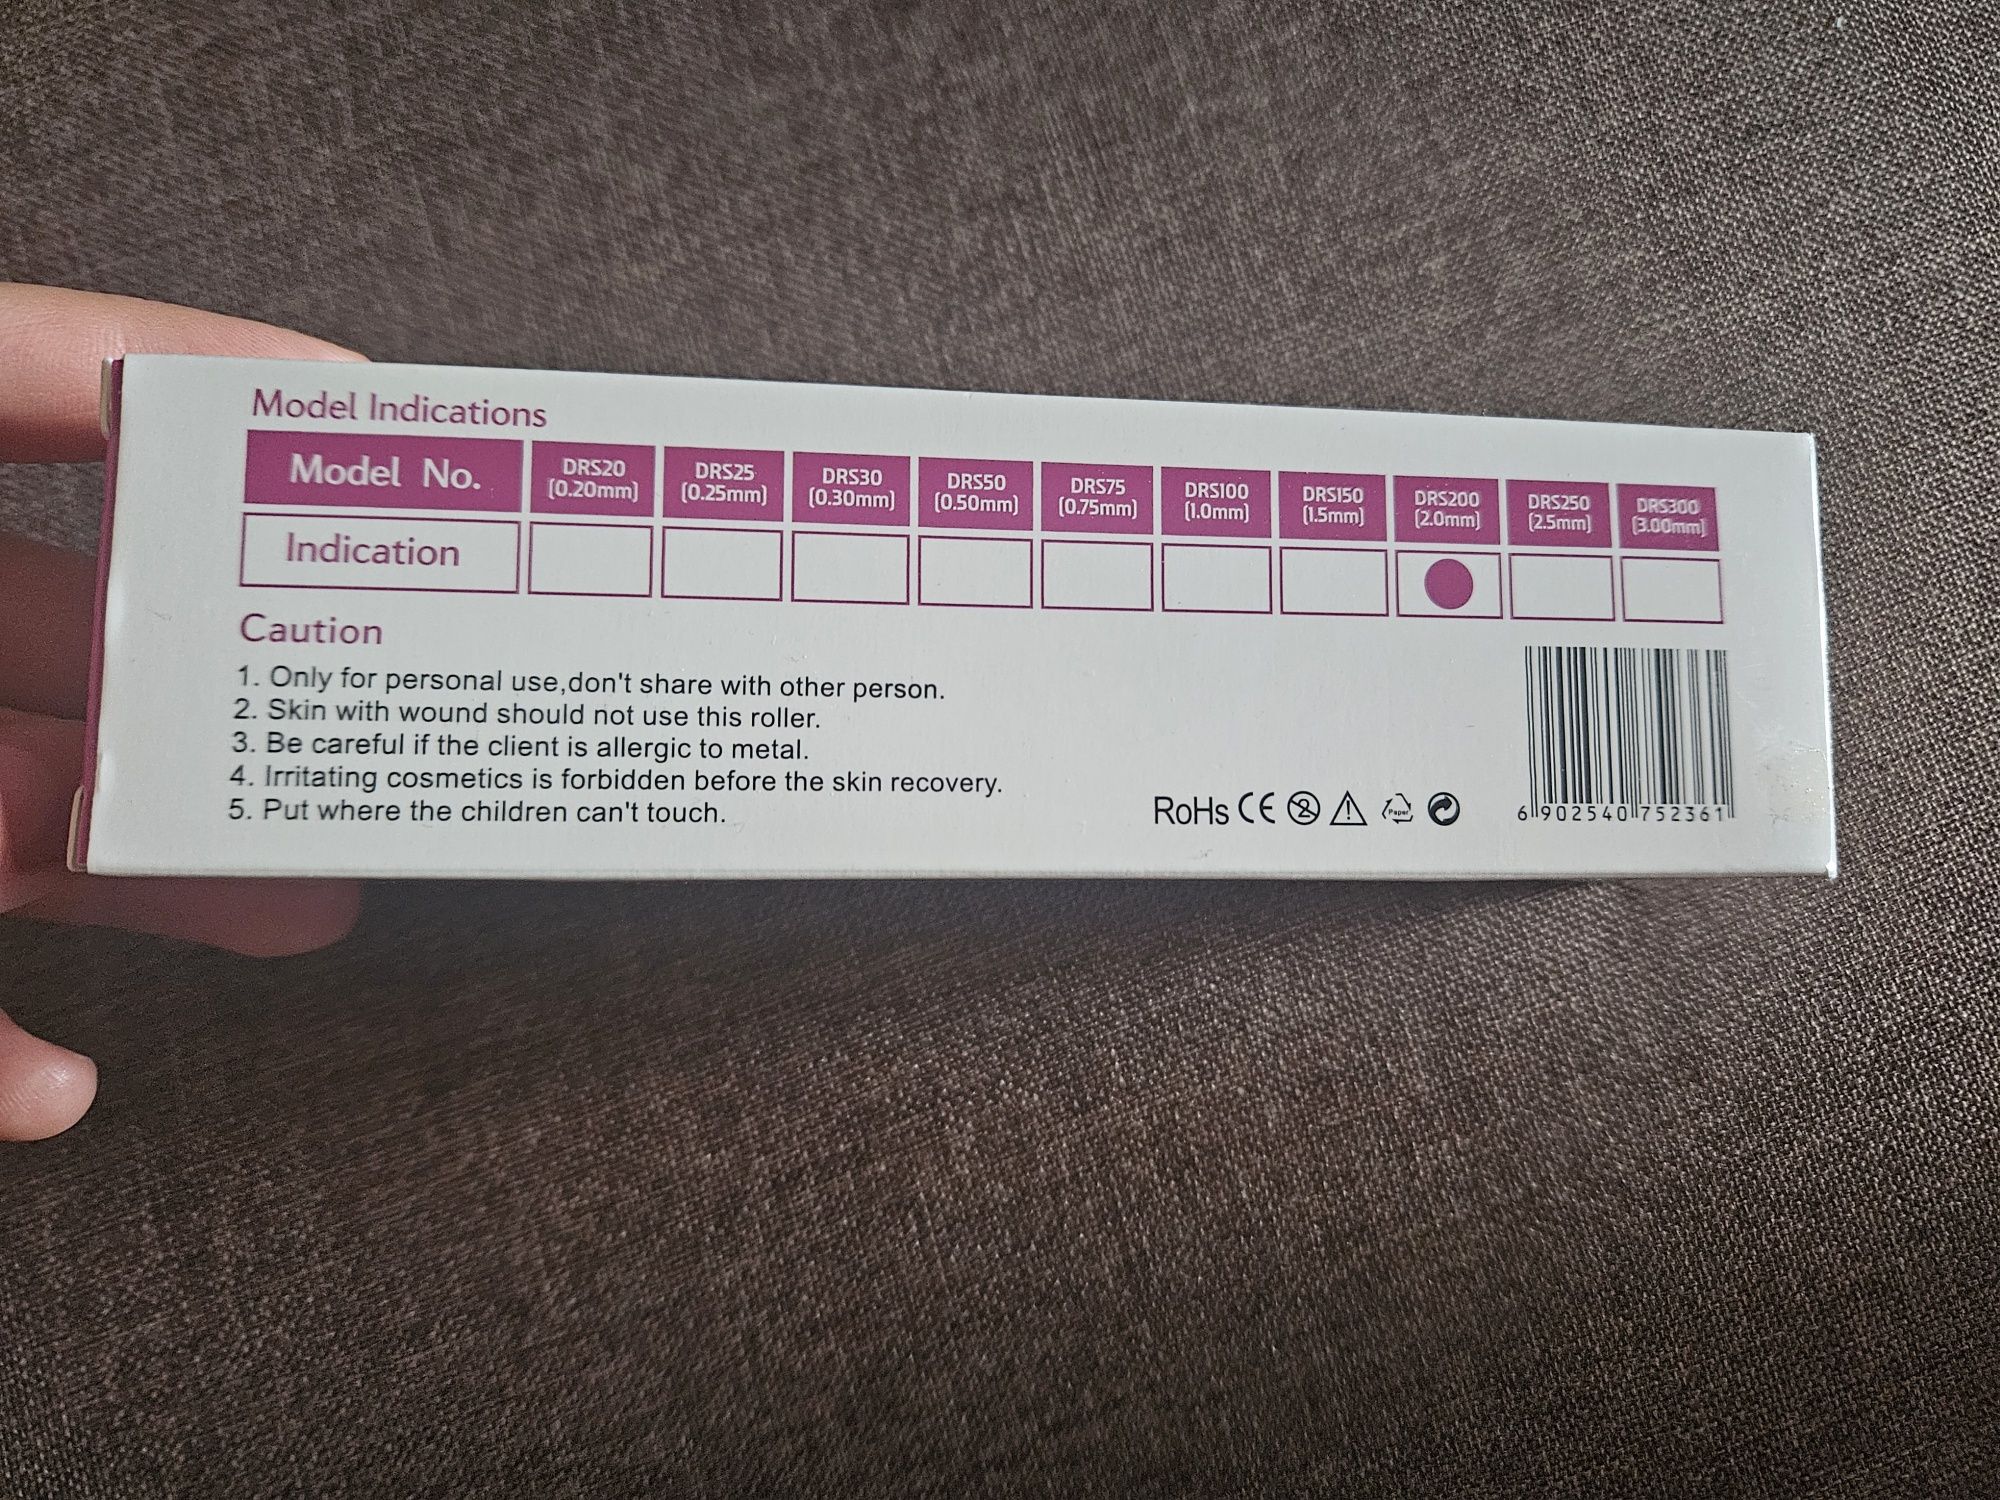 Model Indications
Model No. DRS20 (0.20mm) DRS25 (0.25mm) DRS30 (0.30mm) DRS50 (0.50mm) DRS75 (0.75mm) DRS100 (1.0mm) DRS150 (1.5mm) DRS200 (2.0mm) DRS250 (2.5mm) DRS300 (3.00mm)
Indication
Caution
1. Only for personal use,don't share with other person.
2. Skin with wound should not use this roller.
3. Be careful if the client is allergic to metal.
4. Irritating cosmetics is forbidden before the skin recovery.
5. Put where the children can't touch.
RoHs CE 2 ! Paper
6 902540 752361